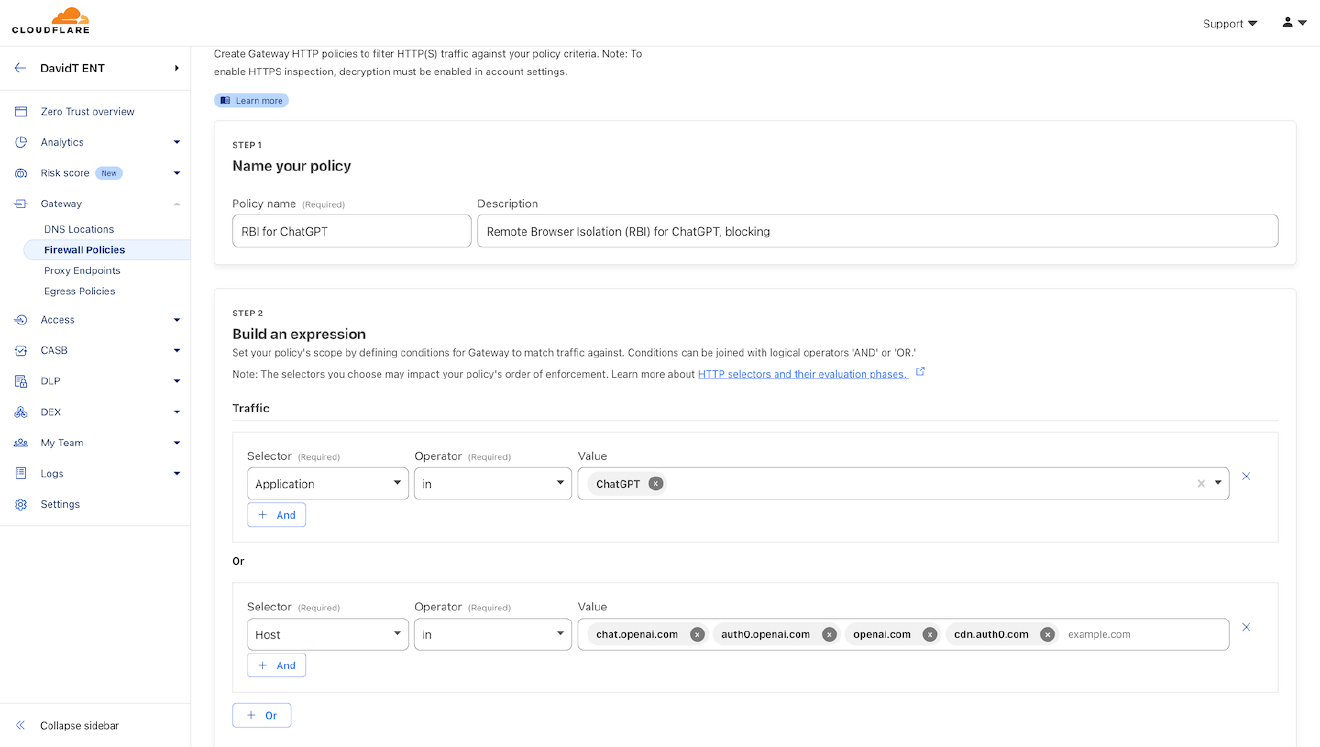 CLOUDFLARE
Support
DavidT ENT
Zero Trust overview
Analytics
Risk score New
Gateway
DNS Locations
Firewall Policies
Proxy Endpoints
Egress Policies
Access
CASB
DLP
DEX
My Team
Logs
Settings
Collapse sidebar
Create Gateway HTTP policies to filter HTTP(S) traffic against your policy criteria. Note: To
enable HTTPS inspection, decryption must be enabled in account settings.
Learn more
STEP 1
Name your policy
Policy name (Required) Description
RBI for ChatGPT Remote Browser Isolation (RBI) for ChatGPT, blocking
STEP 2
Build an expression
Set your policy's scope by defining conditions for Gateway to match traffic against. Conditions can be joined with logical operators 'AND' or 'OR.'
Note: The selectors you choose may impact your policy's order of enforcement. Learn more about HTTP selectors and their evaluation phases.
Traffic
Selector (Required) Operator (Required) Value
Application in ChatGPT x
+ And
Or
Selector (Required) Operator (Required) Value
Host in chat.openai.com x auth0.openai.com x openai.com x cdn.auth0.com x example.com
+ And
+ Or